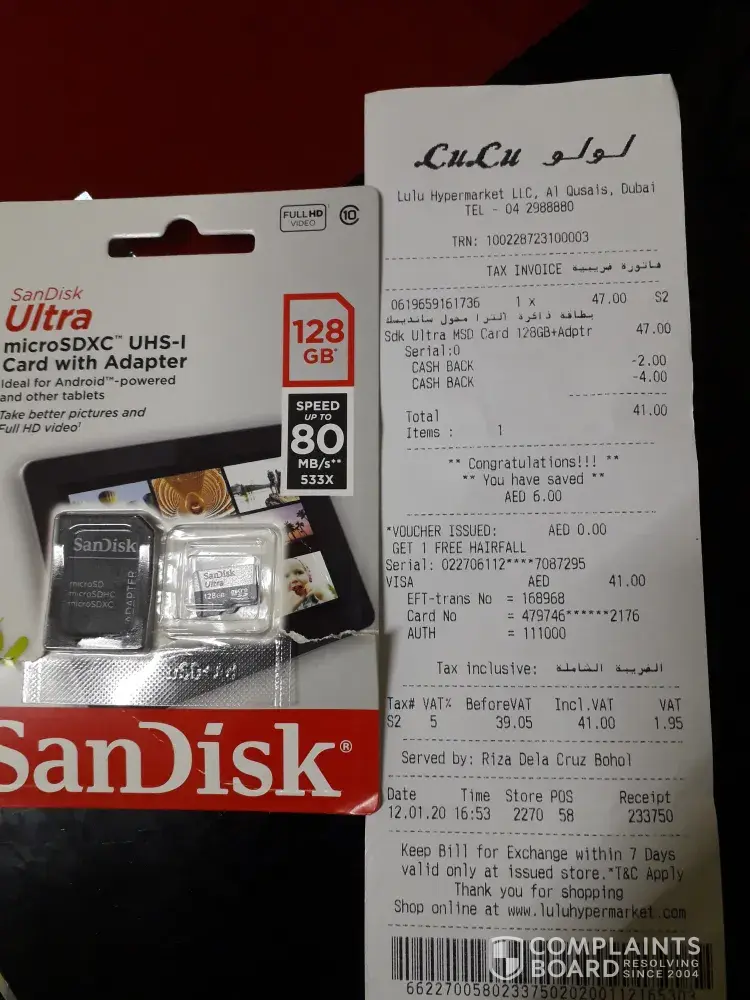 FULL HD
VIDEO
10
SanDisk
Ultra
microSDXC™ UHS-I
Card with Adapter
Ideal for Android™-powered
and other tablets
Take better pictures and
Full HD video¹
128
GB*
SPEED
UP TO
80
MB/s**
533X
SanDisk
microSD
microSDHC
microSDXC
ADAPTER
SanDisk
Ultra
128GB
SanDisk®
LuLu لولو
Lulu Hypermarket LLC, Al Qusais, Dubai
TEL - 04 2988880
TRN: 100228723100003
TAX INVOICE فاتورة ضريبية
0619659161736 1 x 47.00 S2
بطاقة ذاكرة الترا محول سانديسك
Sdk Ultra MSD Card 128GB+Adptr 47.00
Serial:0
CASH BACK -2.00
CASH BACK -4.00
Total 41.00
Items : 1
** Congratulations!!! **
** You have saved **
AED 6.00
*VOUCHER ISSUED: AED 0.00
GET 1 FREE HAIRFALL
Serial: 022706112****7087295
VISA AED 41.00
EFT-trans No = 168968
Card No = 479746******2176
AUTH = 111000
Tax inclusive: الضريبة الشاملة
Tax# VAT% BeforeVAT Incl.VAT VAT
S2 5 39.05 41.00 1.95
Served by: Riza Dela Cruz Bohol
Date Time Store POS Receipt
12.01.20 16:53 2270 58 233750
Keep Bill for Exchange within 7 Days
valid only at issued store.*T&C Apply
Thank you for shopping
Shop online at www.luluhypermarket.com
COMPLAINTS
BOARD RESOLVING
SINCE 2004